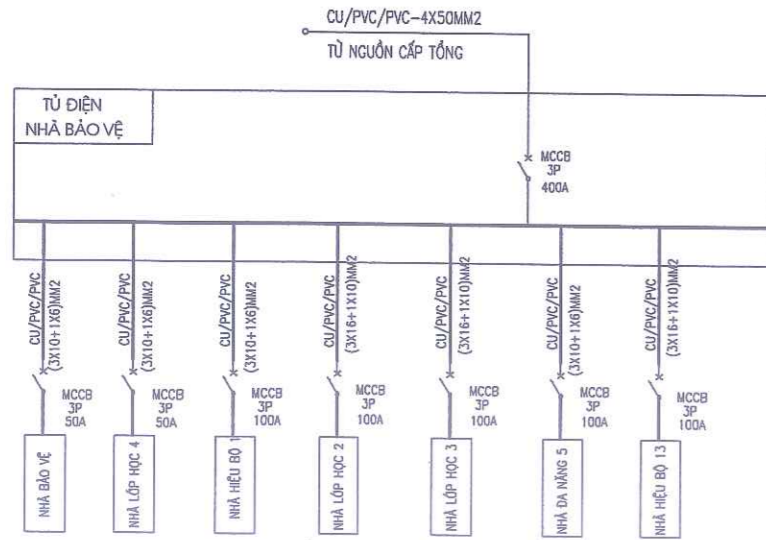 CU/PVC/PVC-4X50MM2
TỪ NGUỒN CẤP TỔNG
TỦ ĐIỆN
NHÀ BẢO VỆ
MCCB
3P
400A
CU/PVC/PVC
(3X10+1X6)MM2
CU/PVC/PVC
(3X10+1X6)MM2
CU/PVC/PVC
(3X10+1X6)MM2
CU/PVC/PVC
(3X16+1X10)MM2
CU/PVC/PVC
(3X16+1X10)MM2
CU/PVC/PVC
(3X10+1X6)MM2
CU/PVC/PVC
(3X16+1X10)MM2
MCCB
3P
50A
MCCB
3P
50A
MCCB
3P
100A
MCCB
3P
100A
MCCB
3P
100A
MCCB
3P
100A
MCCB
3P
100A
NHÀ BẢO VỆ
NHÀ LỚP HỌC 4
NHÀ HIỆU BỘ 1
NHÀ LỚP HỌC 2
NHÀ LỚP HỌC 3
NHÀ ĐA NĂNG 5
NHÀ HIỆU BỘ 13